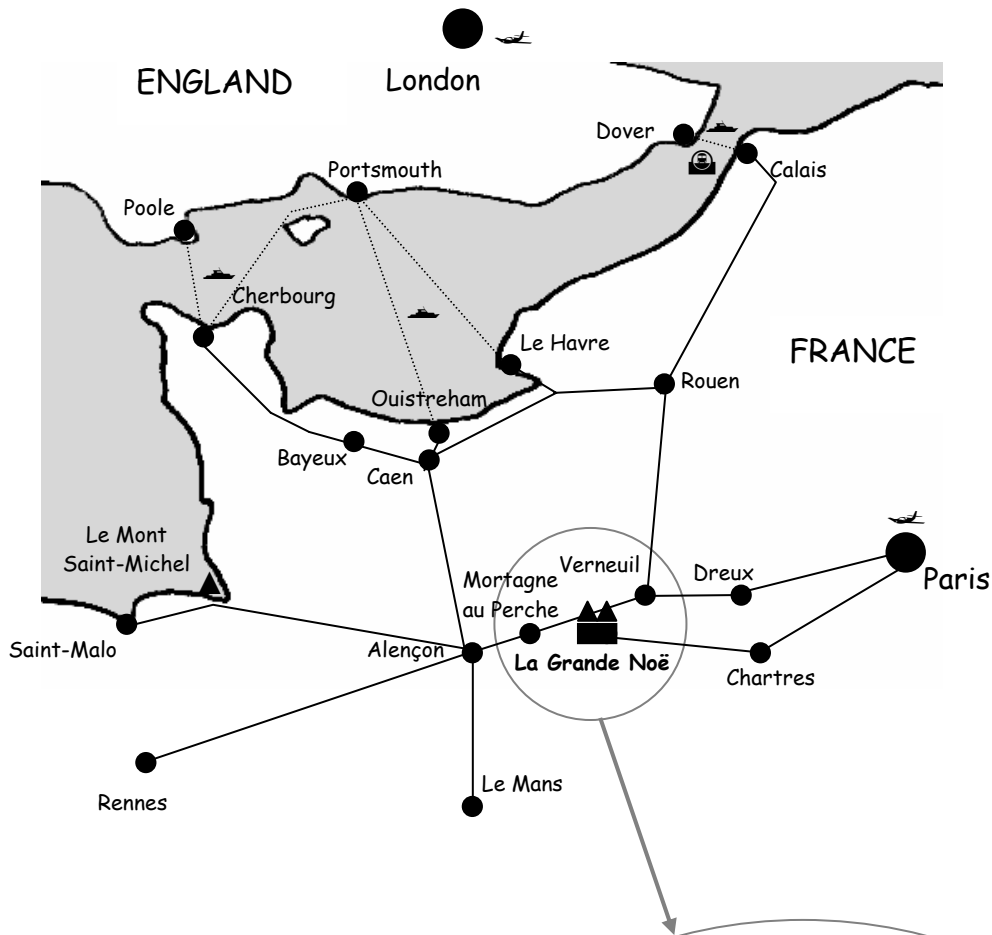 ENGLAND
London
Dover
Calais
Portsmouth
Poole
Cherbourg
Le Havre
FRANCE
Rouen
Ouistreham
Bayeux
Caen
Le Mont
Saint-Michel
Verneuil
Dreux
Mortagne
au Perche
Paris
Saint-Malo
Alençon
La Grande Noë
Chartres
Rennes
Le Mans